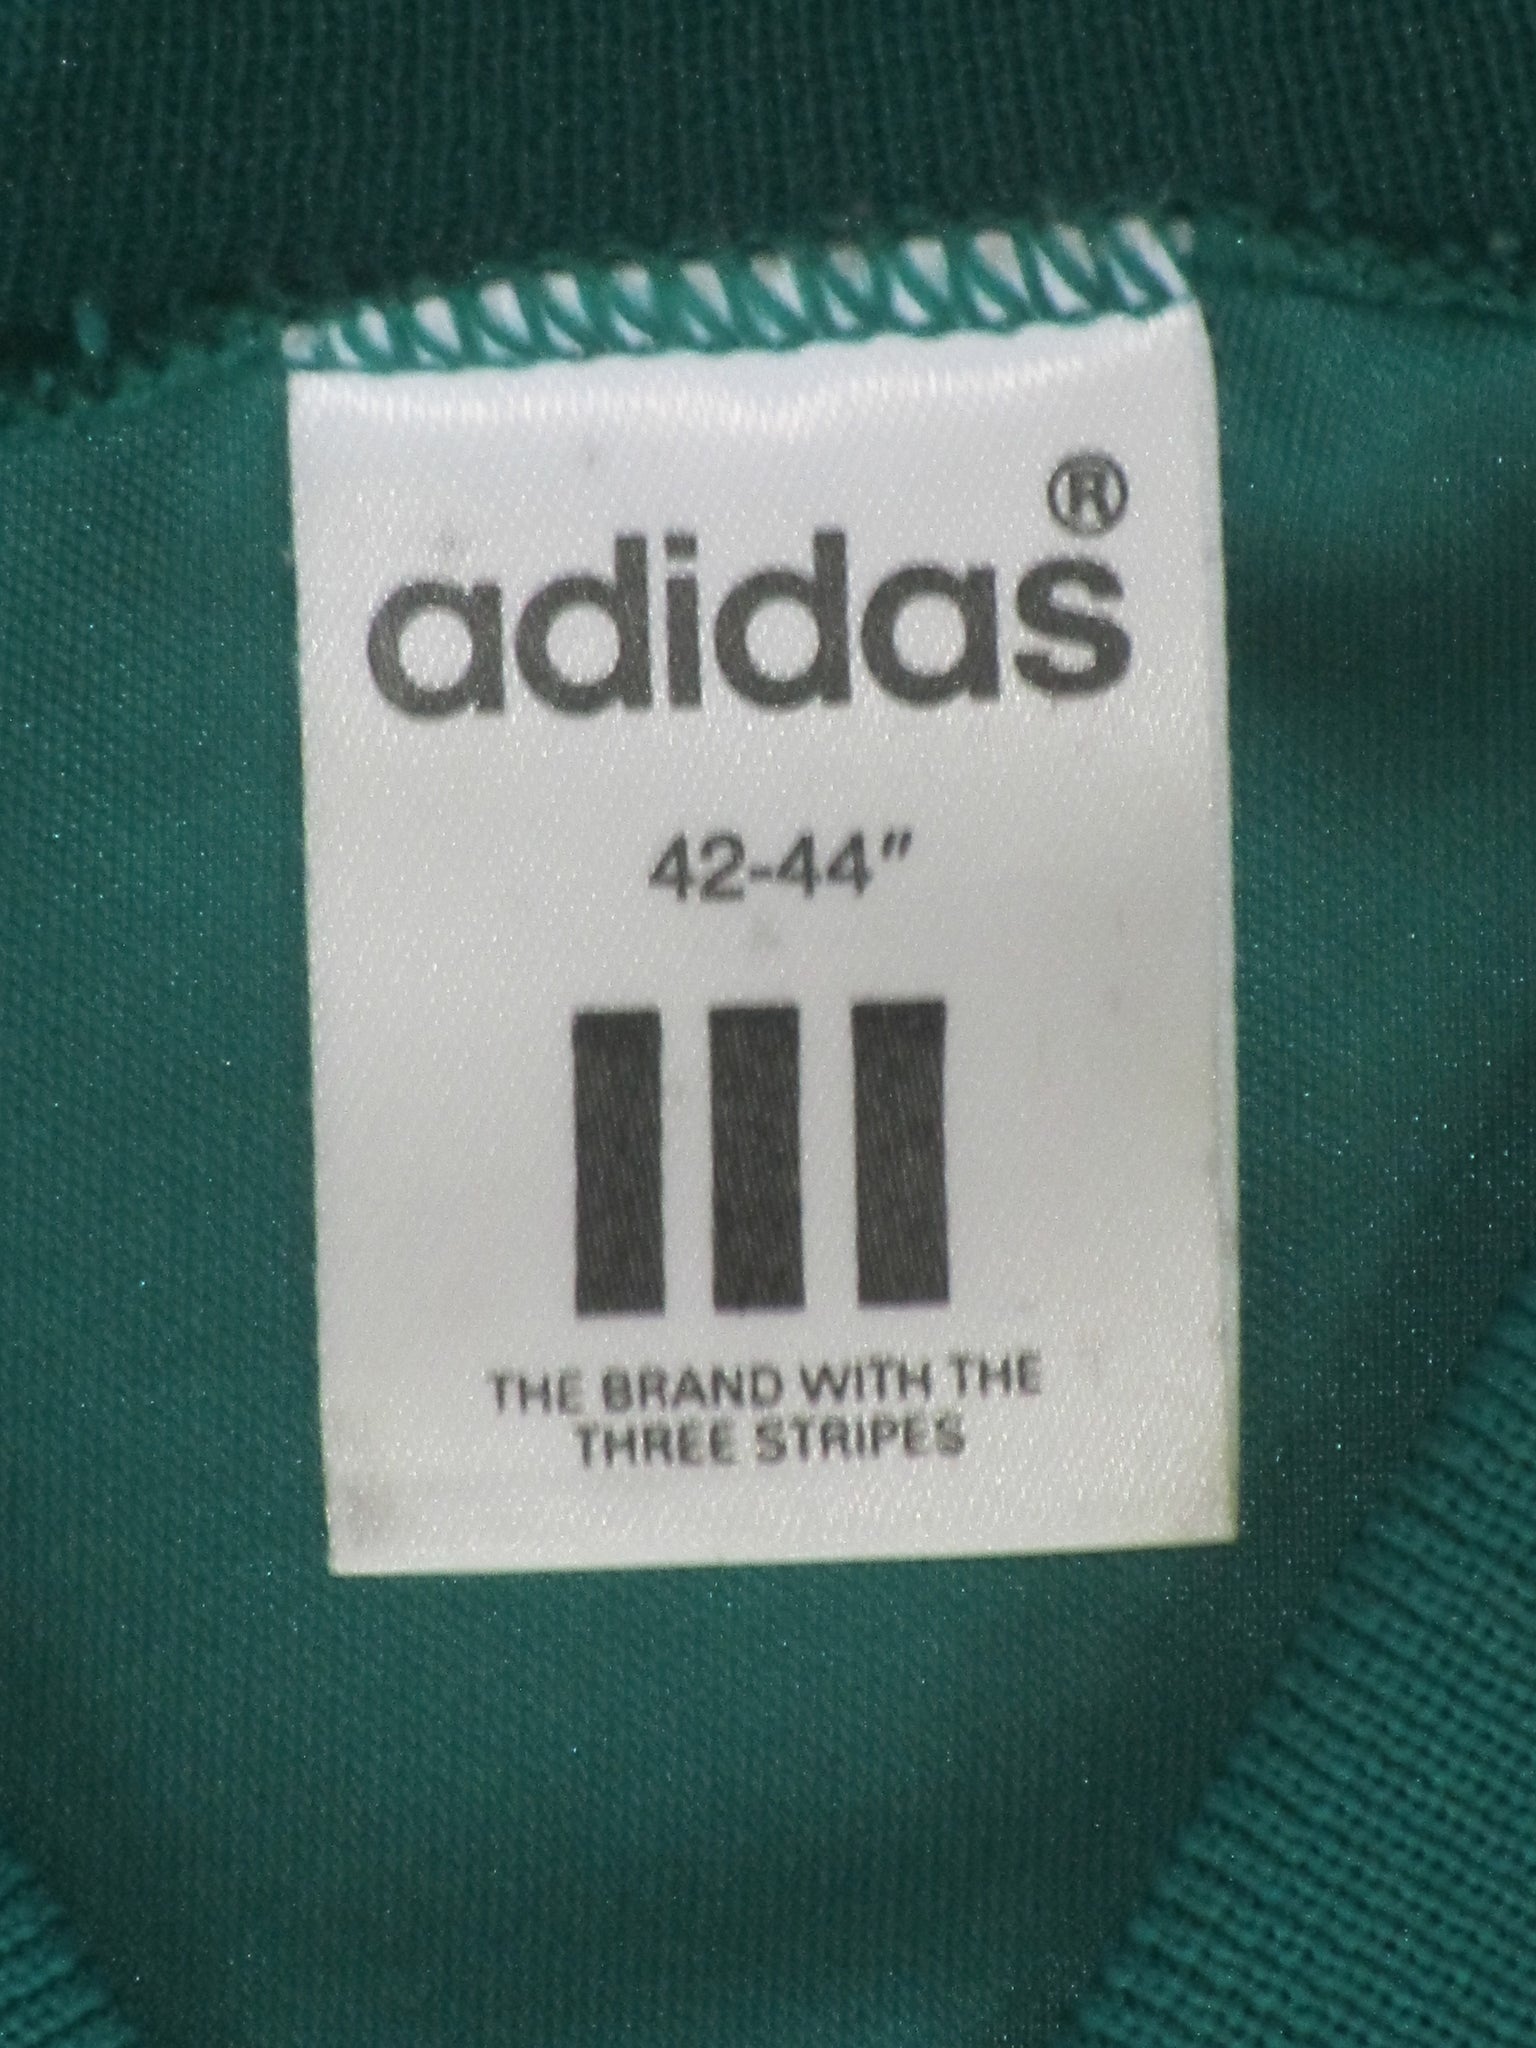 adidas®
42-44"
THE BRAND WITH THE
THREE STRIPES